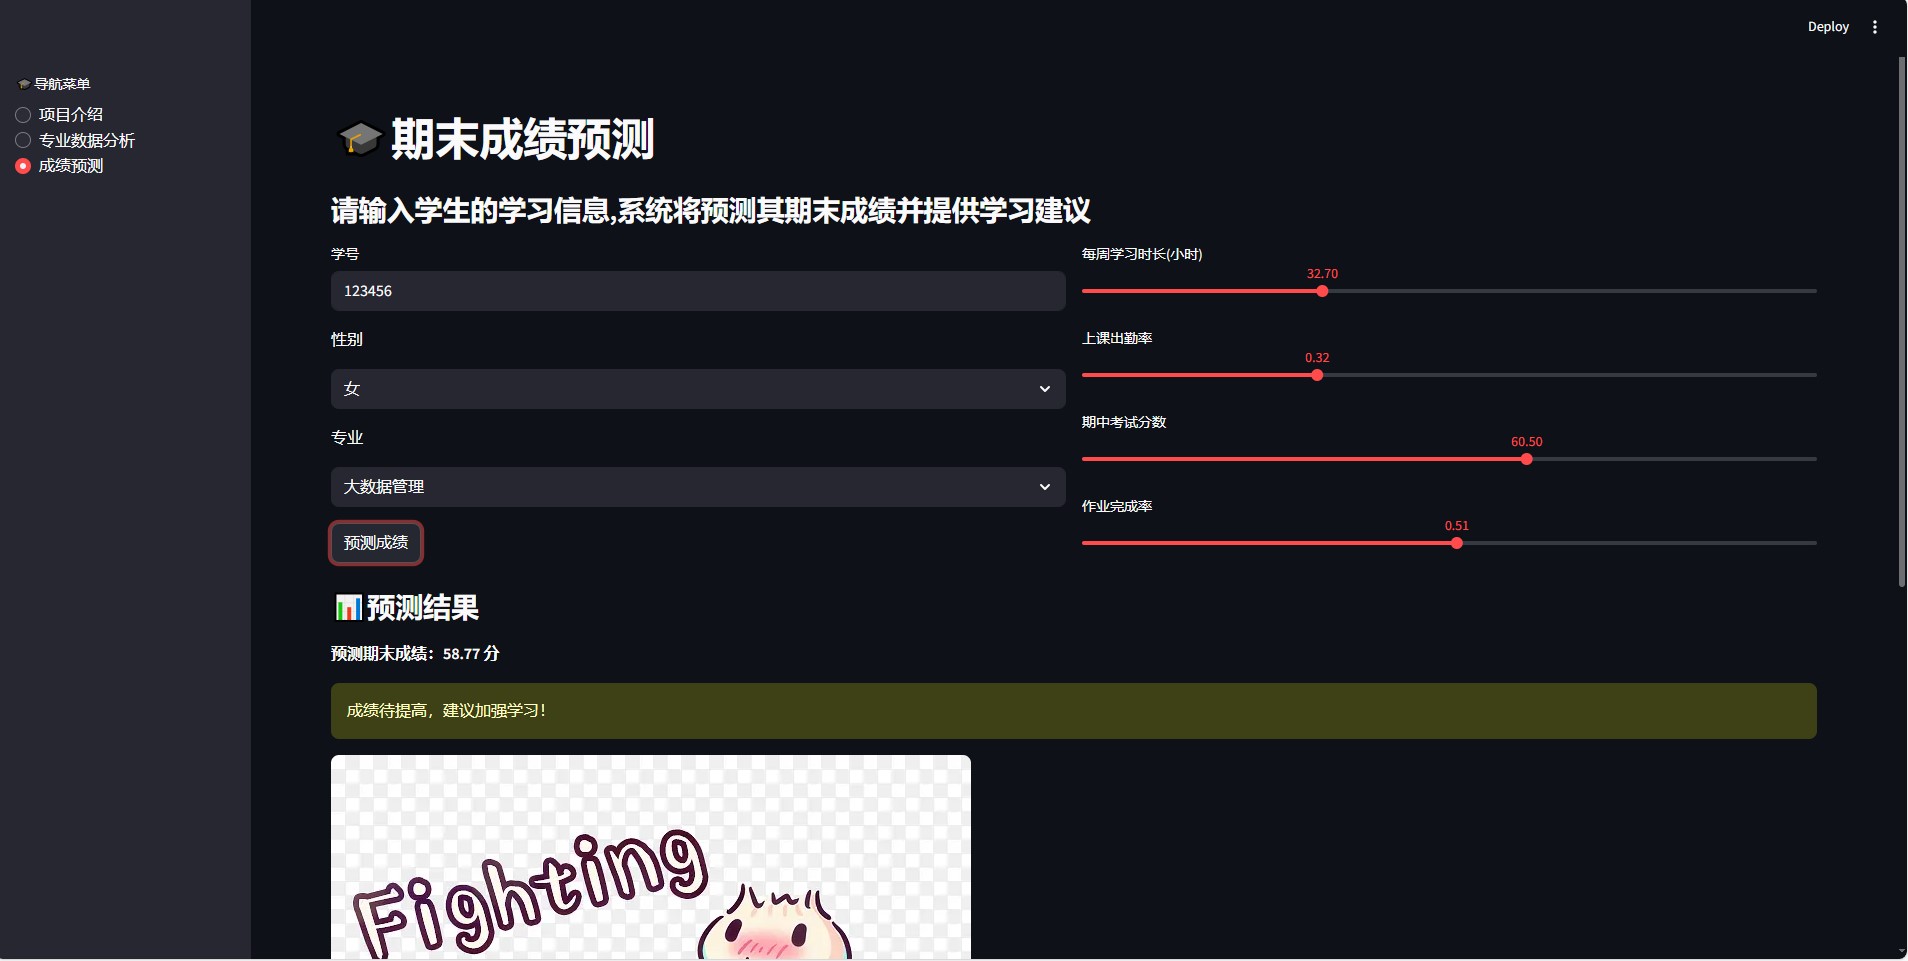 Deploy
导航菜单
项目介绍
专业数据分析
成绩预测
期末成绩预测
请输入学生的学习信息,系统将预测其期末成绩并提供学习建议
学号
123456
性别
女
专业
大数据管理
预测成绩
每周学习时长(小时)
32.70
上课出勤率
0.32
期中考试分数
60.50
作业完成率
0.51
预测结果
预测期末成绩：58.77 分
成绩待提高，建议加强学习！
Fighting